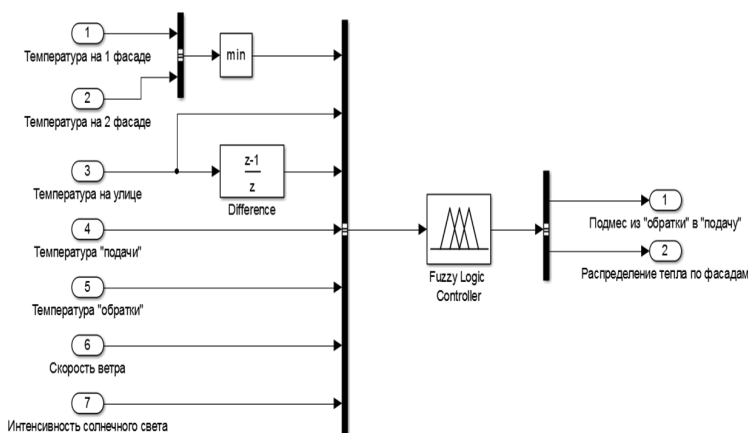 1
Температура на 1 фасаде
min
2
Температура на 2 фасаде
3
Температура на улице
z-1
z
Difference
4
Температура "подачи"
5
Температура "обратки"
6
Скорость ветра
7
Интенсивность солнечного света
Fuzzy Logic
Controller
1
Подмес из "обратки" в "подачу"
2
Распределение тепла по фасадам